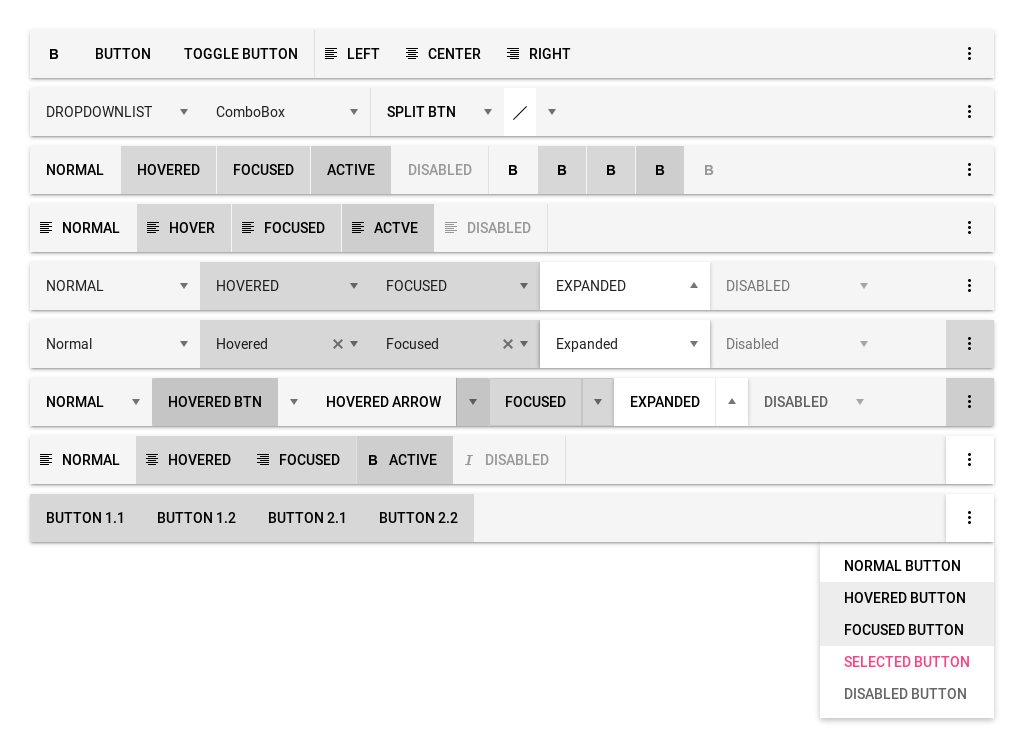 B BUTTON TOGGLE BUTTON LEFT CENTER RIGHT
DROPDOWNLIST ComboBox SPLIT BTN
NORMAL HOVERED FOCUSED ACTIVE DISABLED B B B B B
NORMAL HOVER FOCUSED ACTVE DISABLED
NORMAL HOVERED FOCUSED EXPANDED DISABLED
Normal Hovered Focused Expanded Disabled
NORMAL HOVERED BTN HOVERED ARROW FOCUSED EXPANDED DISABLED
NORMAL HOVERED FOCUSED B ACTIVE I DISABLED
BUTTON 1.1 BUTTON 1.2 BUTTON 2.1 BUTTON 2.2
NORMAL BUTTON
HOVERED BUTTON
FOCUSED BUTTON
SELECTED BUTTON
DISABLED BUTTON